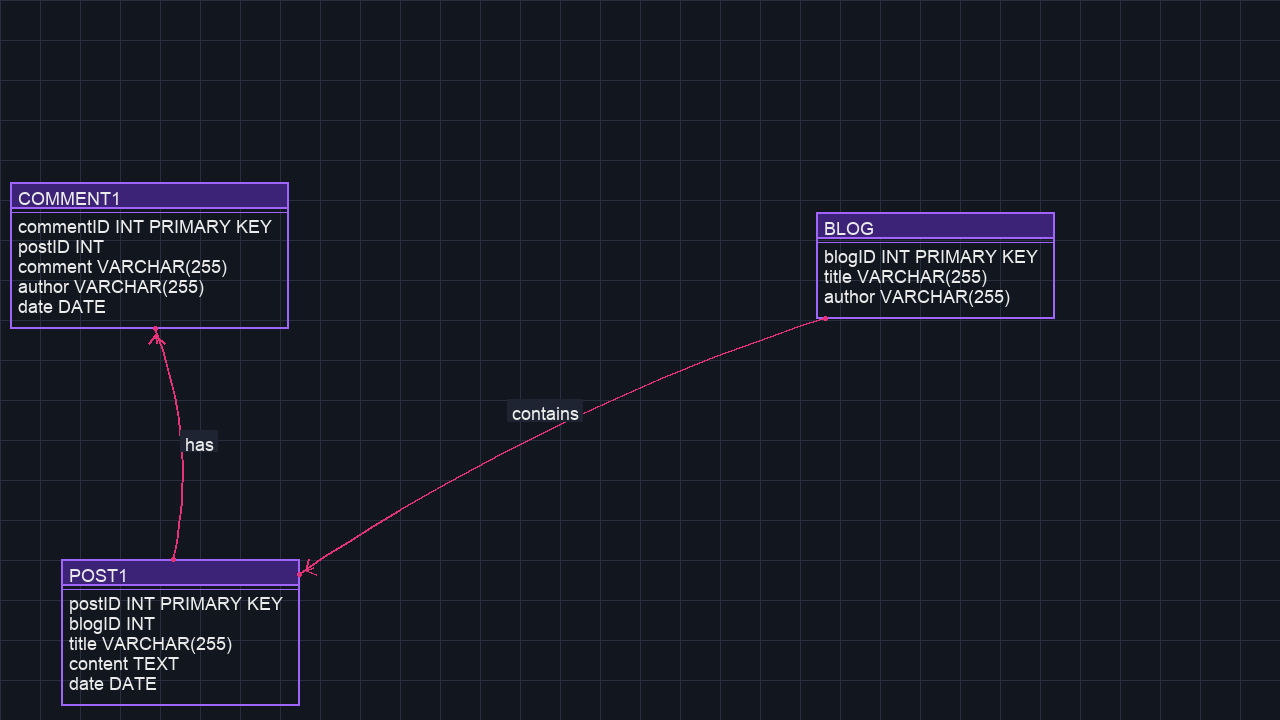 COMMENT1
commentID INT PRIMARY KEY
postID INT
comment VARCHAR(255)
author VARCHAR(255)
date DATE
BLOG
blogID INT PRIMARY KEY
title VARCHAR(255)
author VARCHAR(255)
contains
has
POST1
postID INT PRIMARY KEY
blogID INT
title VARCHAR(255)
content TEXT
date DATE